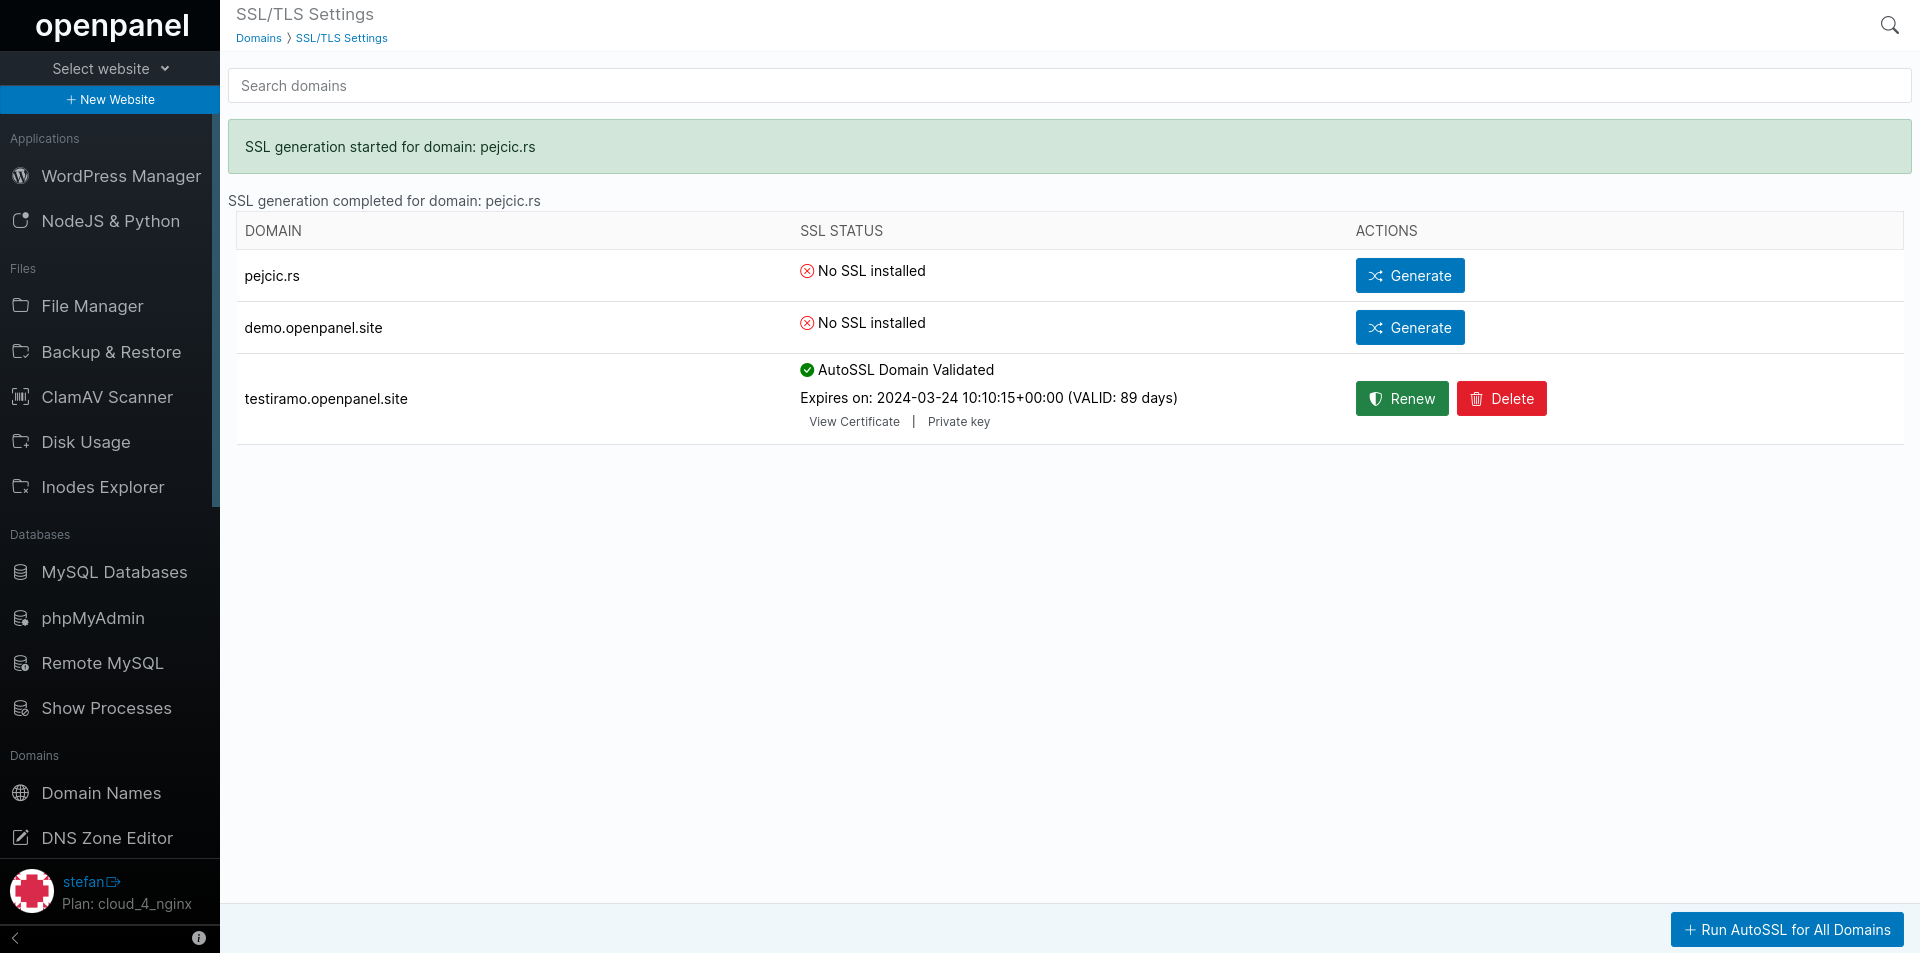 openpanel
Select website
+ New Website
Applications
WordPress Manager
NodeJS & Python
Files
File Manager
Backup & Restore
ClamAV Scanner
Disk Usage
Inodes Explorer
Databases
MySQL Databases
phpMyAdmin
Remote MySQL
Show Processes
Domains
Domain Names
DNS Zone Editor
stefan
Plan: cloud_4_nginx
SSL/TLS Settings
Domains 〉 SSL/TLS Settings
Search domains
SSL generation started for domain: pejcic.rs
SSL generation completed for domain: pejcic.rs
DOMAIN SSL STATUS ACTIONS
pejcic.rs No SSL installed Generate
demo.openpanel.site No SSL installed Generate
AutoSSL Domain Validated
testiramo.openpanel.site Expires on: 2024-03-24 10:10:15+00:00 (VALID: 89 days) Renew Delete
View Certificate | Private key
+ Run AutoSSL for All Domains